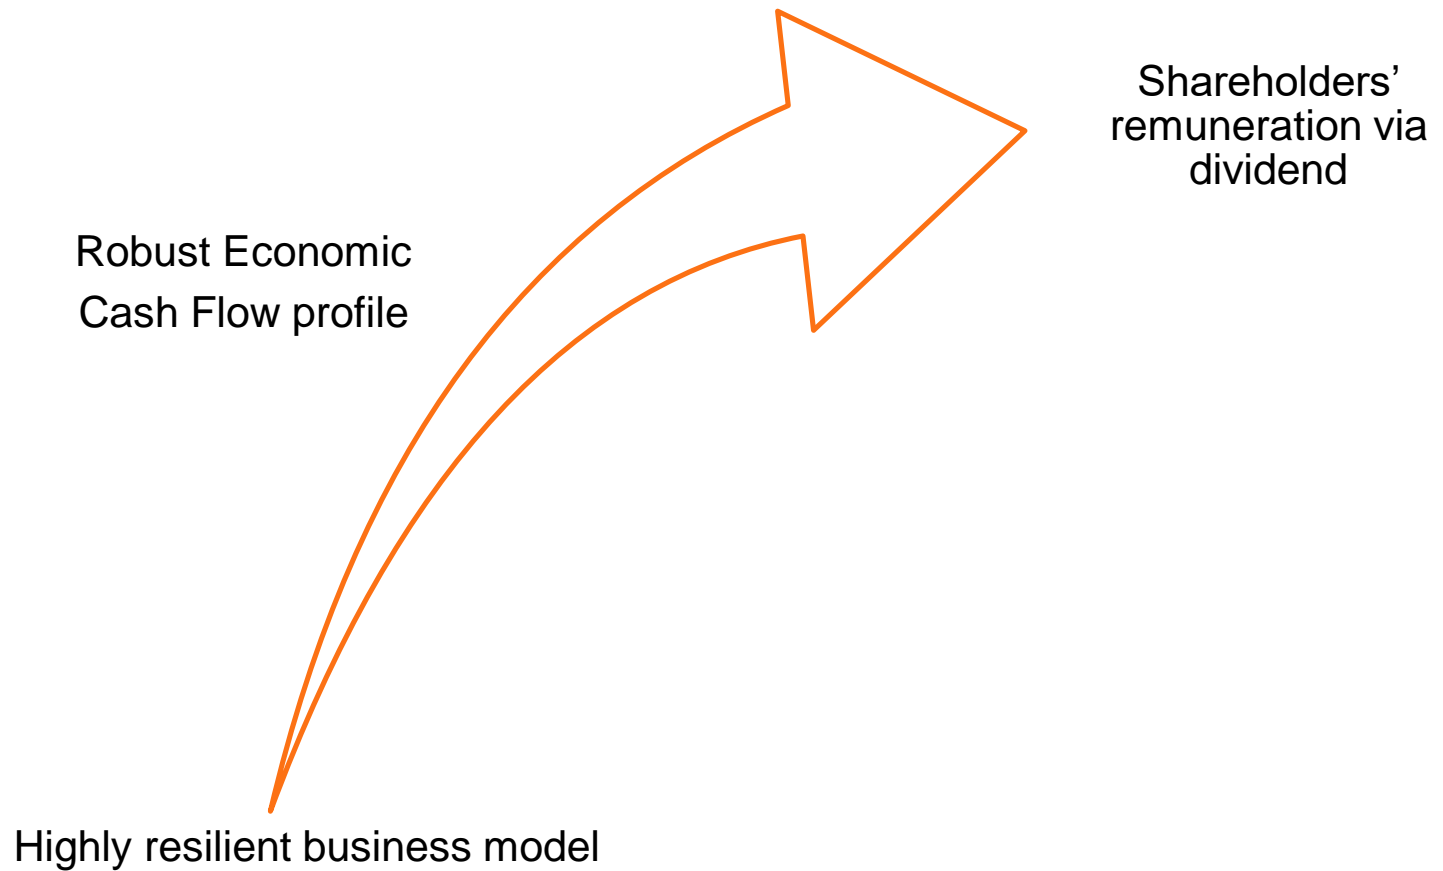 Shareholders’
remuneration via
dividend
Robust Economic
Cash Flow profile
Highly resilient business model